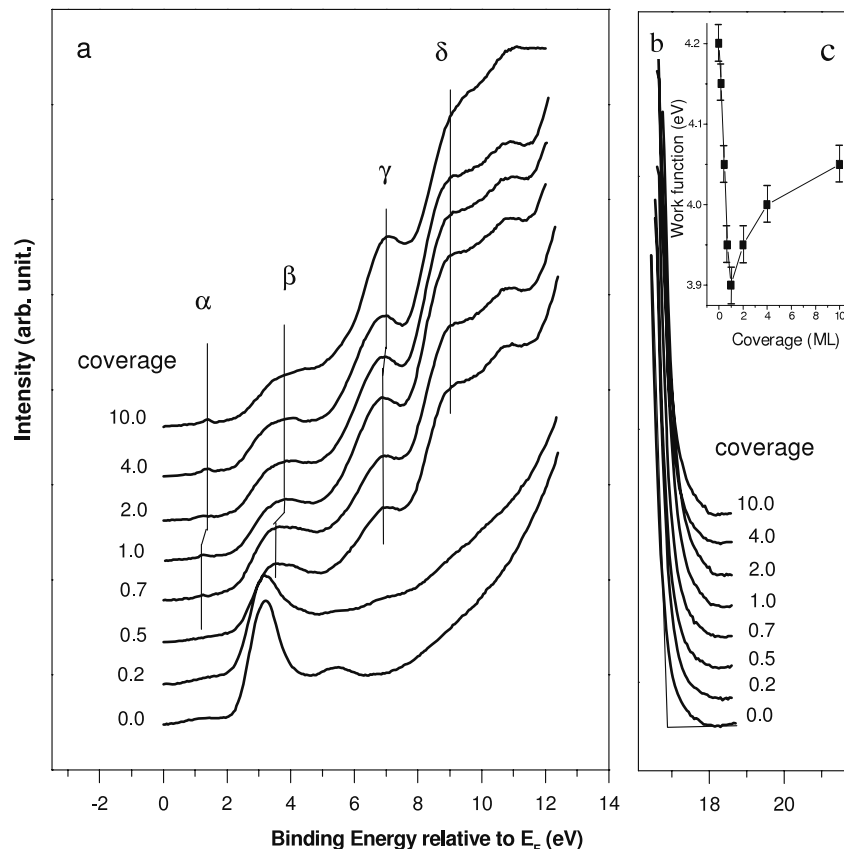 a
δ
γ
β
α
coverage
10.0
4.0
2.0
1.0
0.7
0.5
0.2
0.0
Intensity (arb. unit.)
-2 0 2 4 6 8 10 12 14
b
c
4.2
4.1
4.0
3.9
Work function (eV)
0 2 4 6 8 10
Coverage (ML)
coverage
10.0
4.0
2.0
1.0
0.7
0.5
0.2
0.0
18 20
Binding Energy relative to E_F (eV)